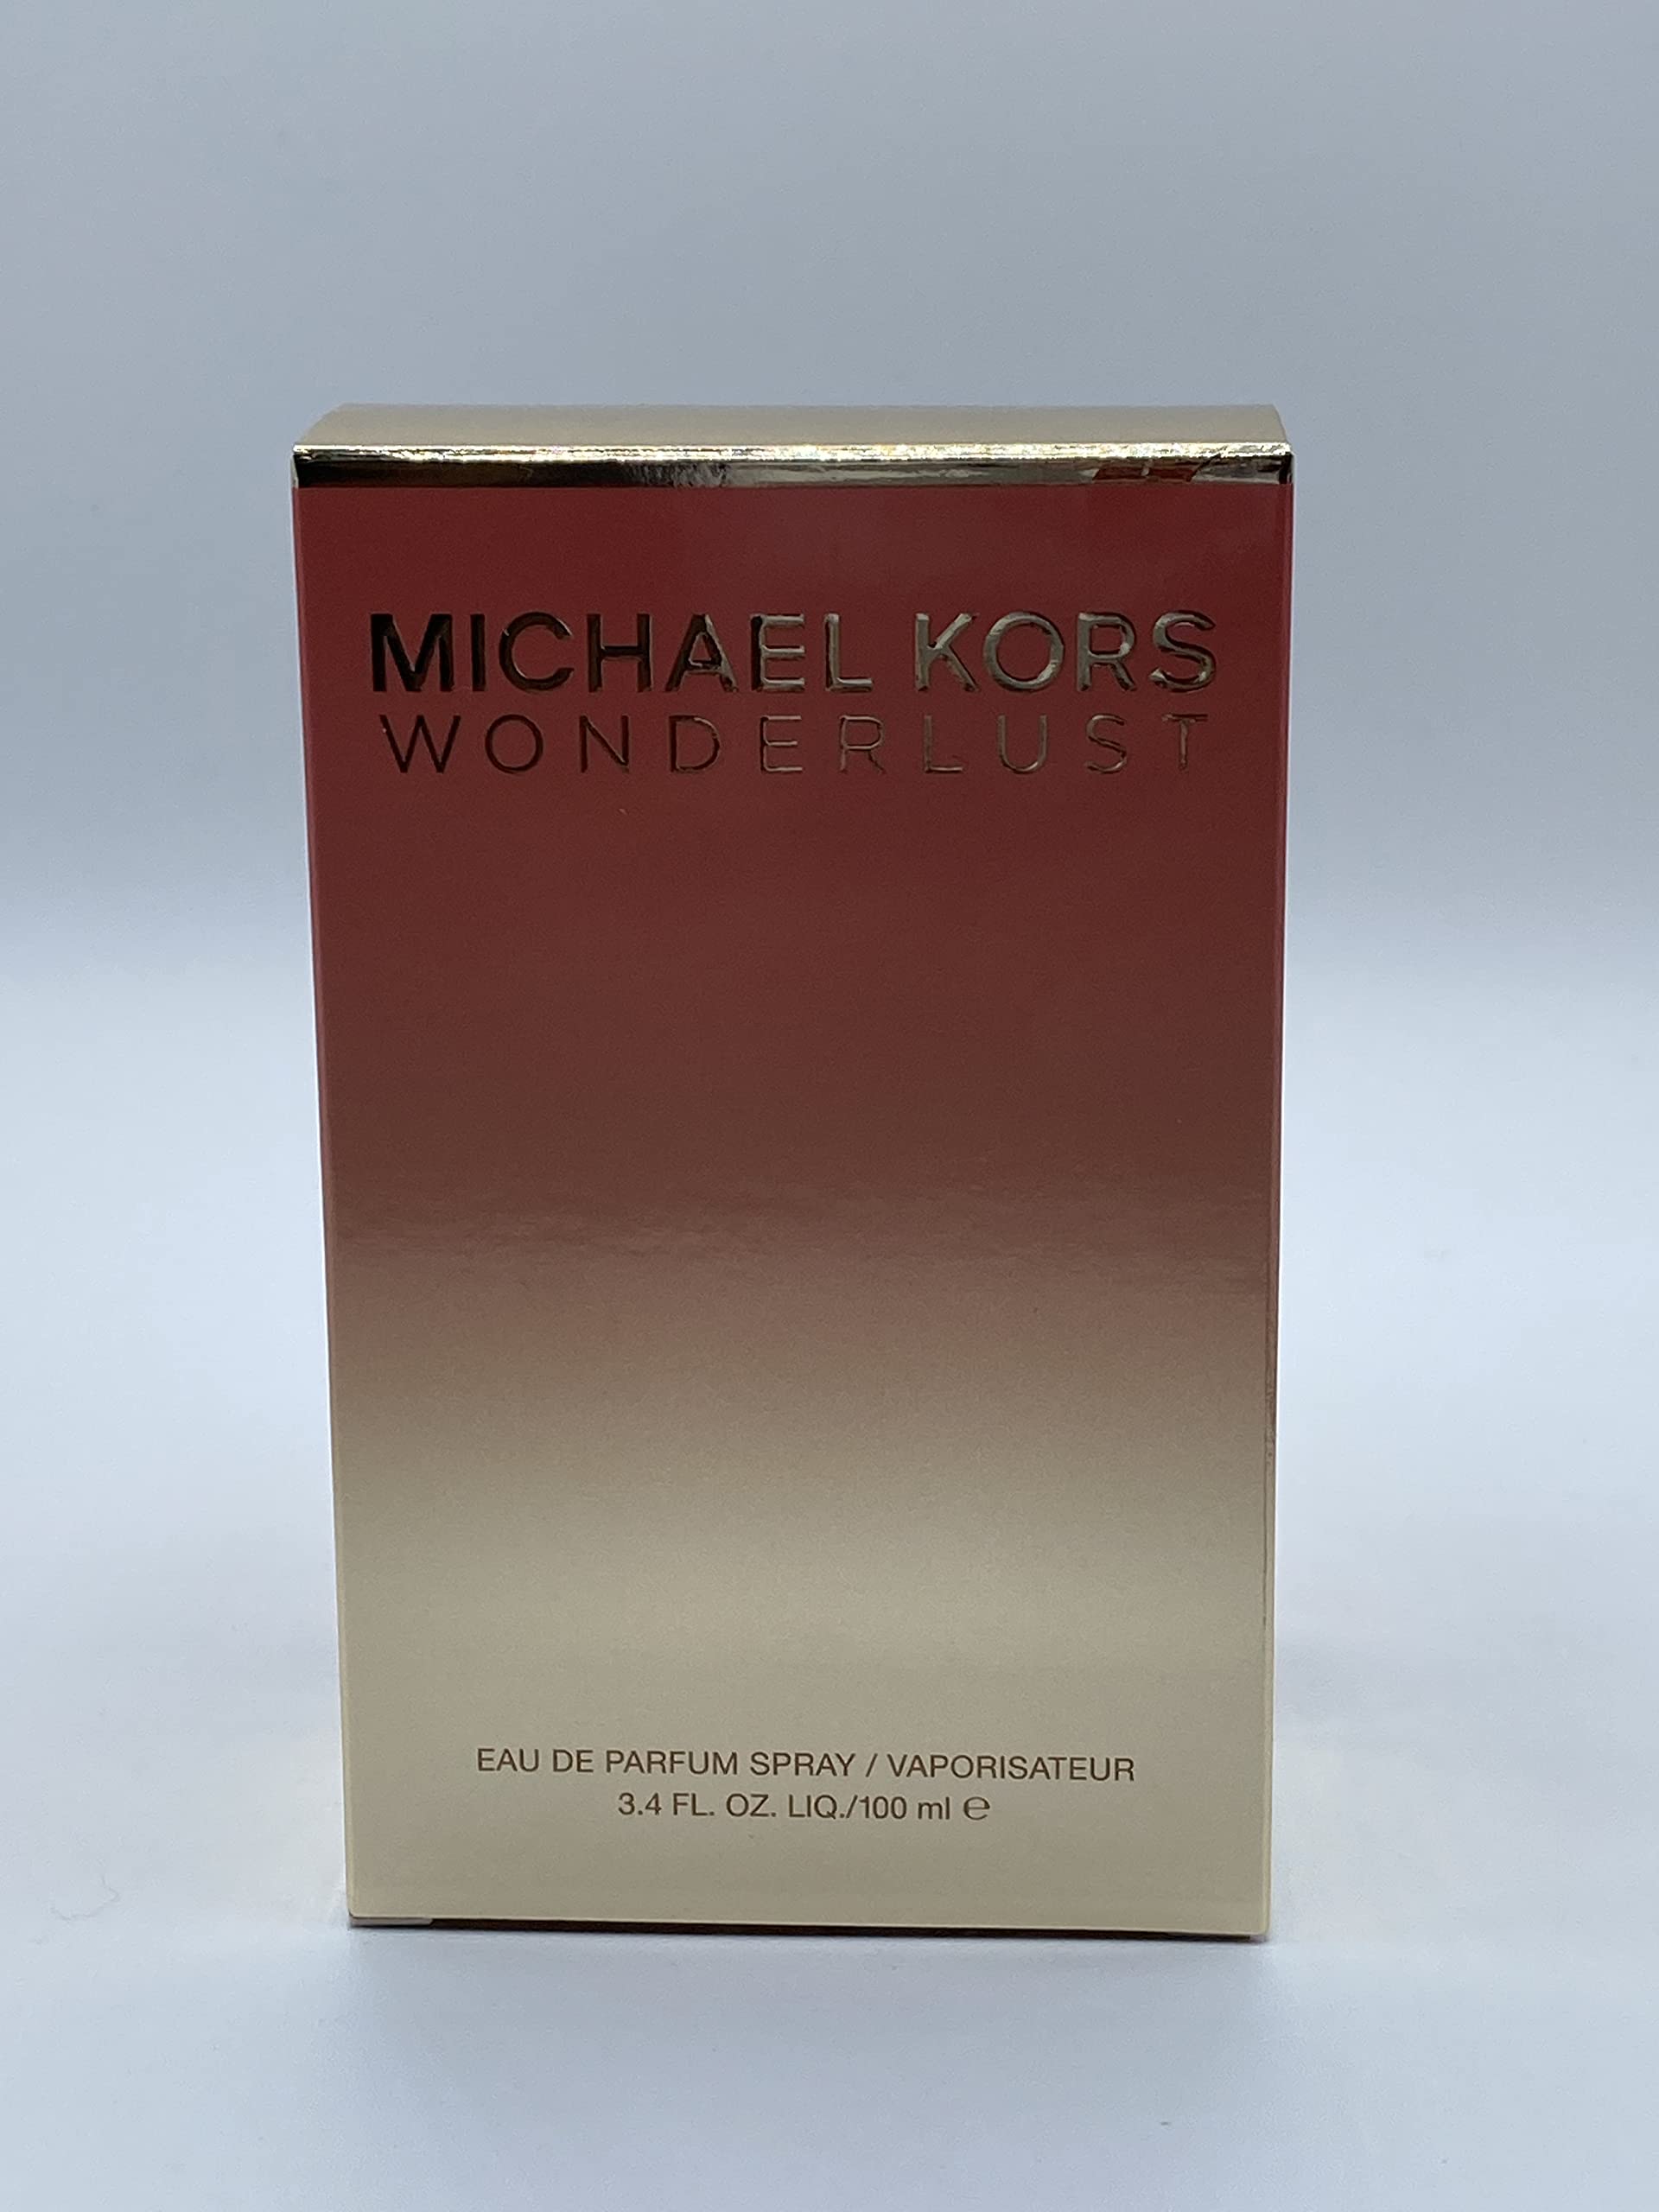 MICHAEL KORS
WONDERLUST
EAU DE PARFUM SPRAY / VAPORISATEUR
3.4 FL. OZ. LIQ./100 ml ℮